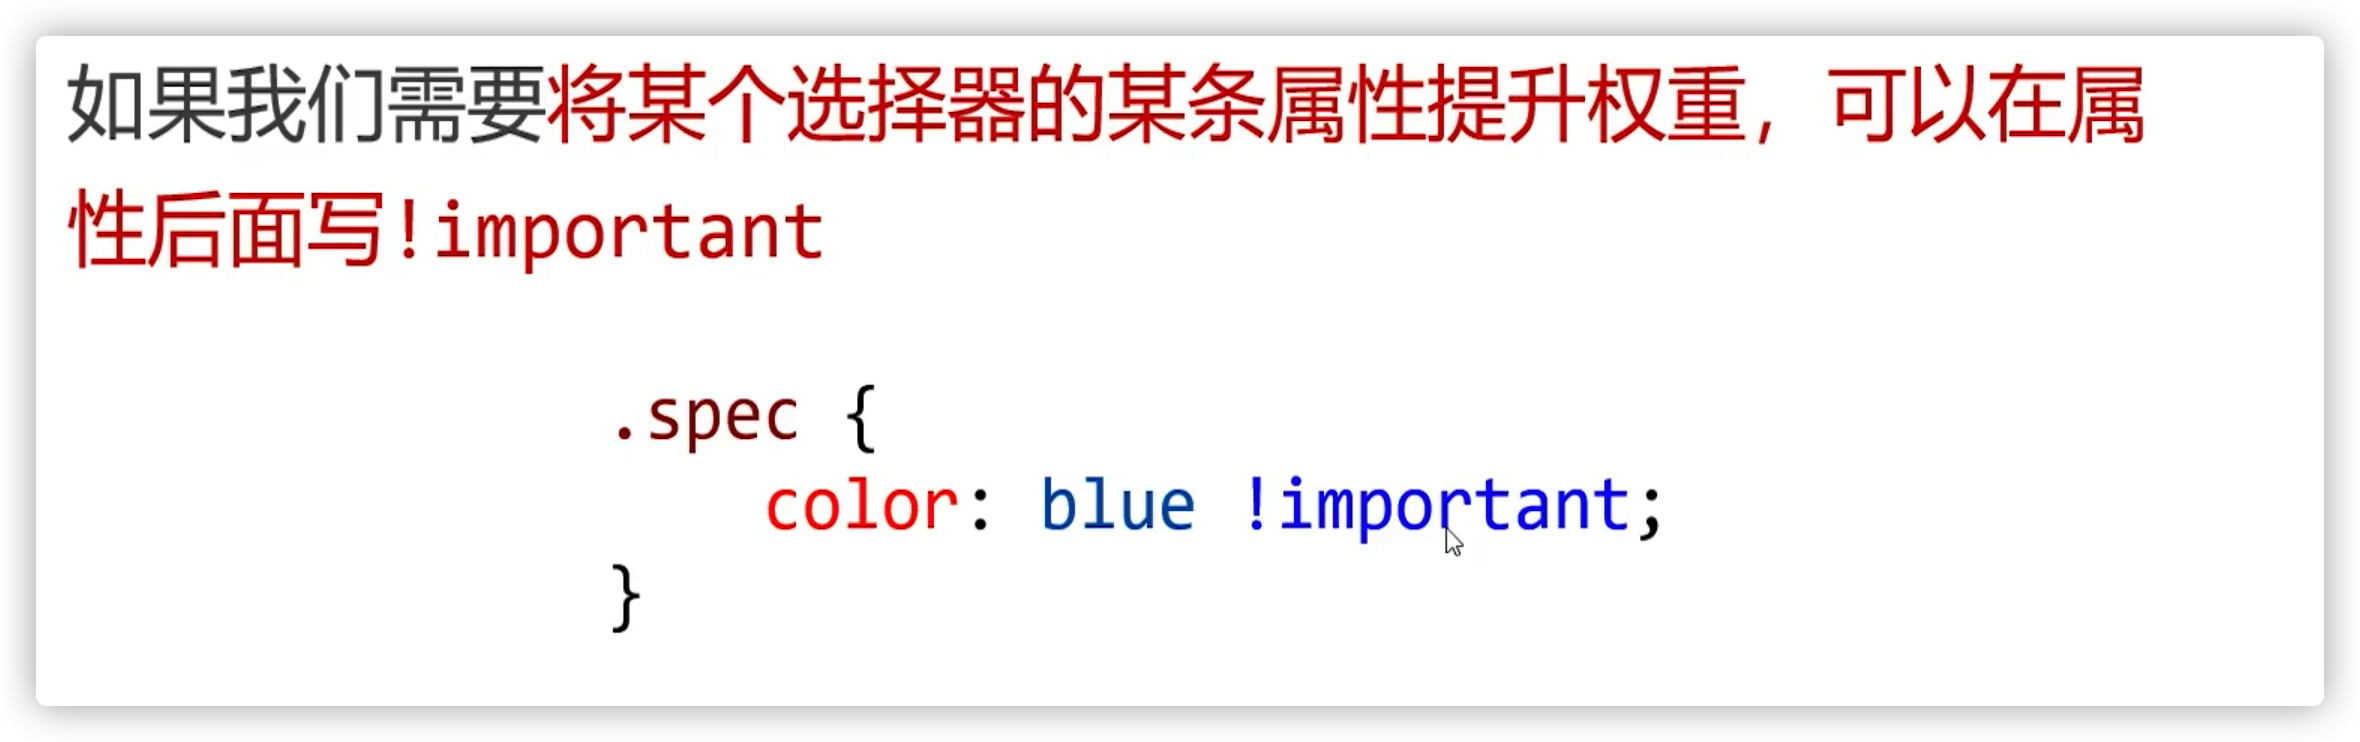 如果我们需要将某个选择器的某条属性提升权重，可以在属
性后面写!important
.spec {
color: blue !important;
}